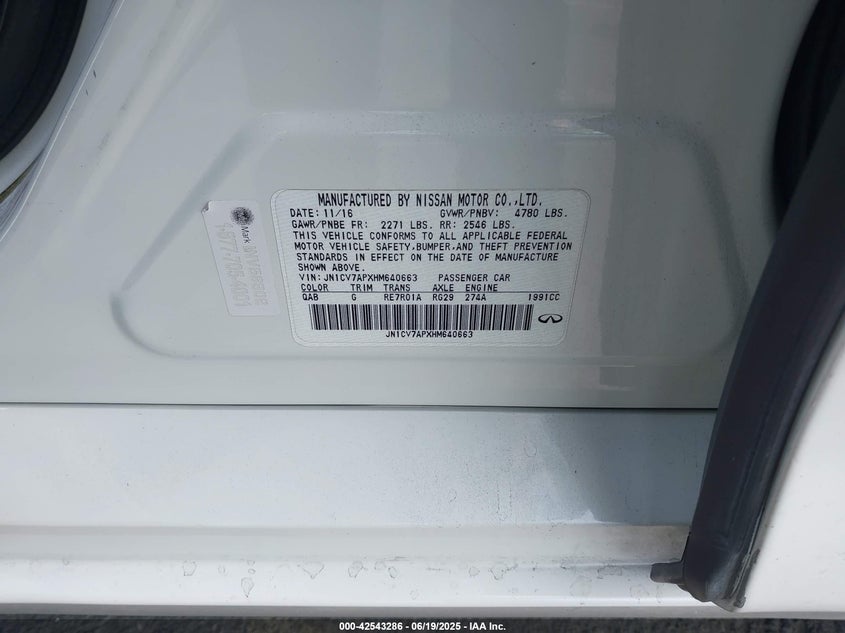 MANUFACTURED BY NISSAN MOTOR CO.,LTD.
DATE: 11/16 GVWR/PNBV: 4780 LBS.
GAWR/PNBE FR: 2271 LBS. RR: 2546 LBS.
THIS VEHICLE CONFORMS TO ALL APPLICABLE FEDERAL
MOTOR VEHICLE SAFETY,BUMPER,AND THEFT PREVENTION
STANDARDS IN EFFECT ON THE DATE OF MANUFACTURE
SHOWN ABOVE.
VIN: JN1CV7APXHM640663 PASSENGER CAR
COLOR TRIM TRANS AXLE ENGINE
QAB G RE7R01A RG29 274A 1991CC
JN1CV7APXHM640663
Mark
000-42543286 - 06/19/2025 - IAA Inc.